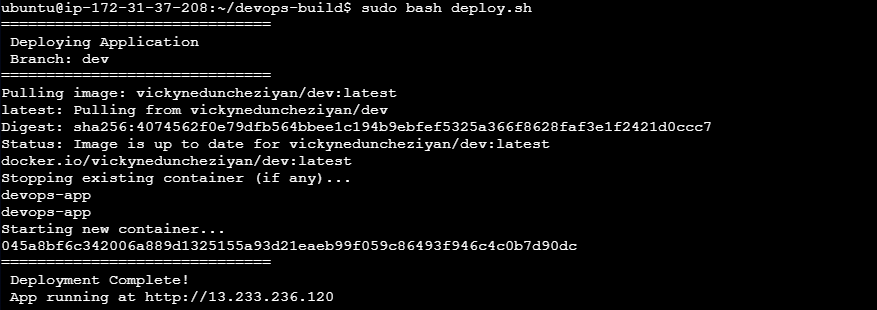 ubuntu@ip-172-31-37-208:~/devops-build$ sudo bash deploy.sh
==============================
 Deploying Application
 Branch: dev
==============================
Pulling image: vickyneduncheziyan/dev:latest
latest: Pulling from vickyneduncheziyan/dev
Digest: sha256:4074562f0e79dfb564bbee1c194b9ebfef5325a366f8628faf3e1f2421d0ccc7
Status: Image is up to date for vickyneduncheziyan/dev:latest
docker.io/vickyneduncheziyan/dev:latest
Stopping existing container (if any)...
devops-app
devops-app
Starting new container...
045a8bf6c342006a889d1325155a93d21eaeb99f059c86493f946c4c0b7d90dc
==============================
 Deployment Complete!
 App running at http://13.233.236.120